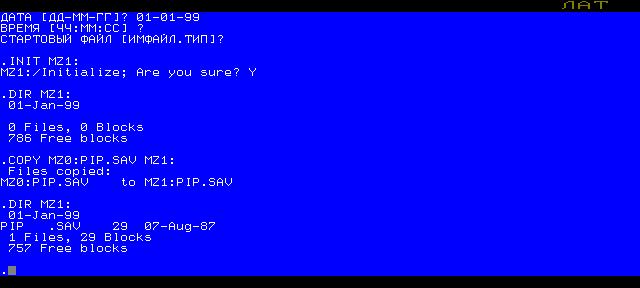 ЛАТ
ДАТА [ДД-ММ-ГГ]? 01-01-99
ВРЕМЯ [ЧЧ:ММ:СС] ?
СТАРТОВЫЙ ФАЙЛ [ИМФАЙЛ.ТИП]?
.INIT MZ1:
MZ1:/Initialize; Are you sure? Y
.DIR MZ1:
01-Jan-99
0 Files, 0 Blocks
786 Free blocks
.COPY MZ0:PIP.SAV MZ1:
Files copied:
MZ0:PIP.SAV    to MZ1:PIP.SAV
.DIR MZ1:
01-Jan-99
PIP   .SAV    29  07-Aug-87
1 Files, 29 Blocks
757 Free blocks
.